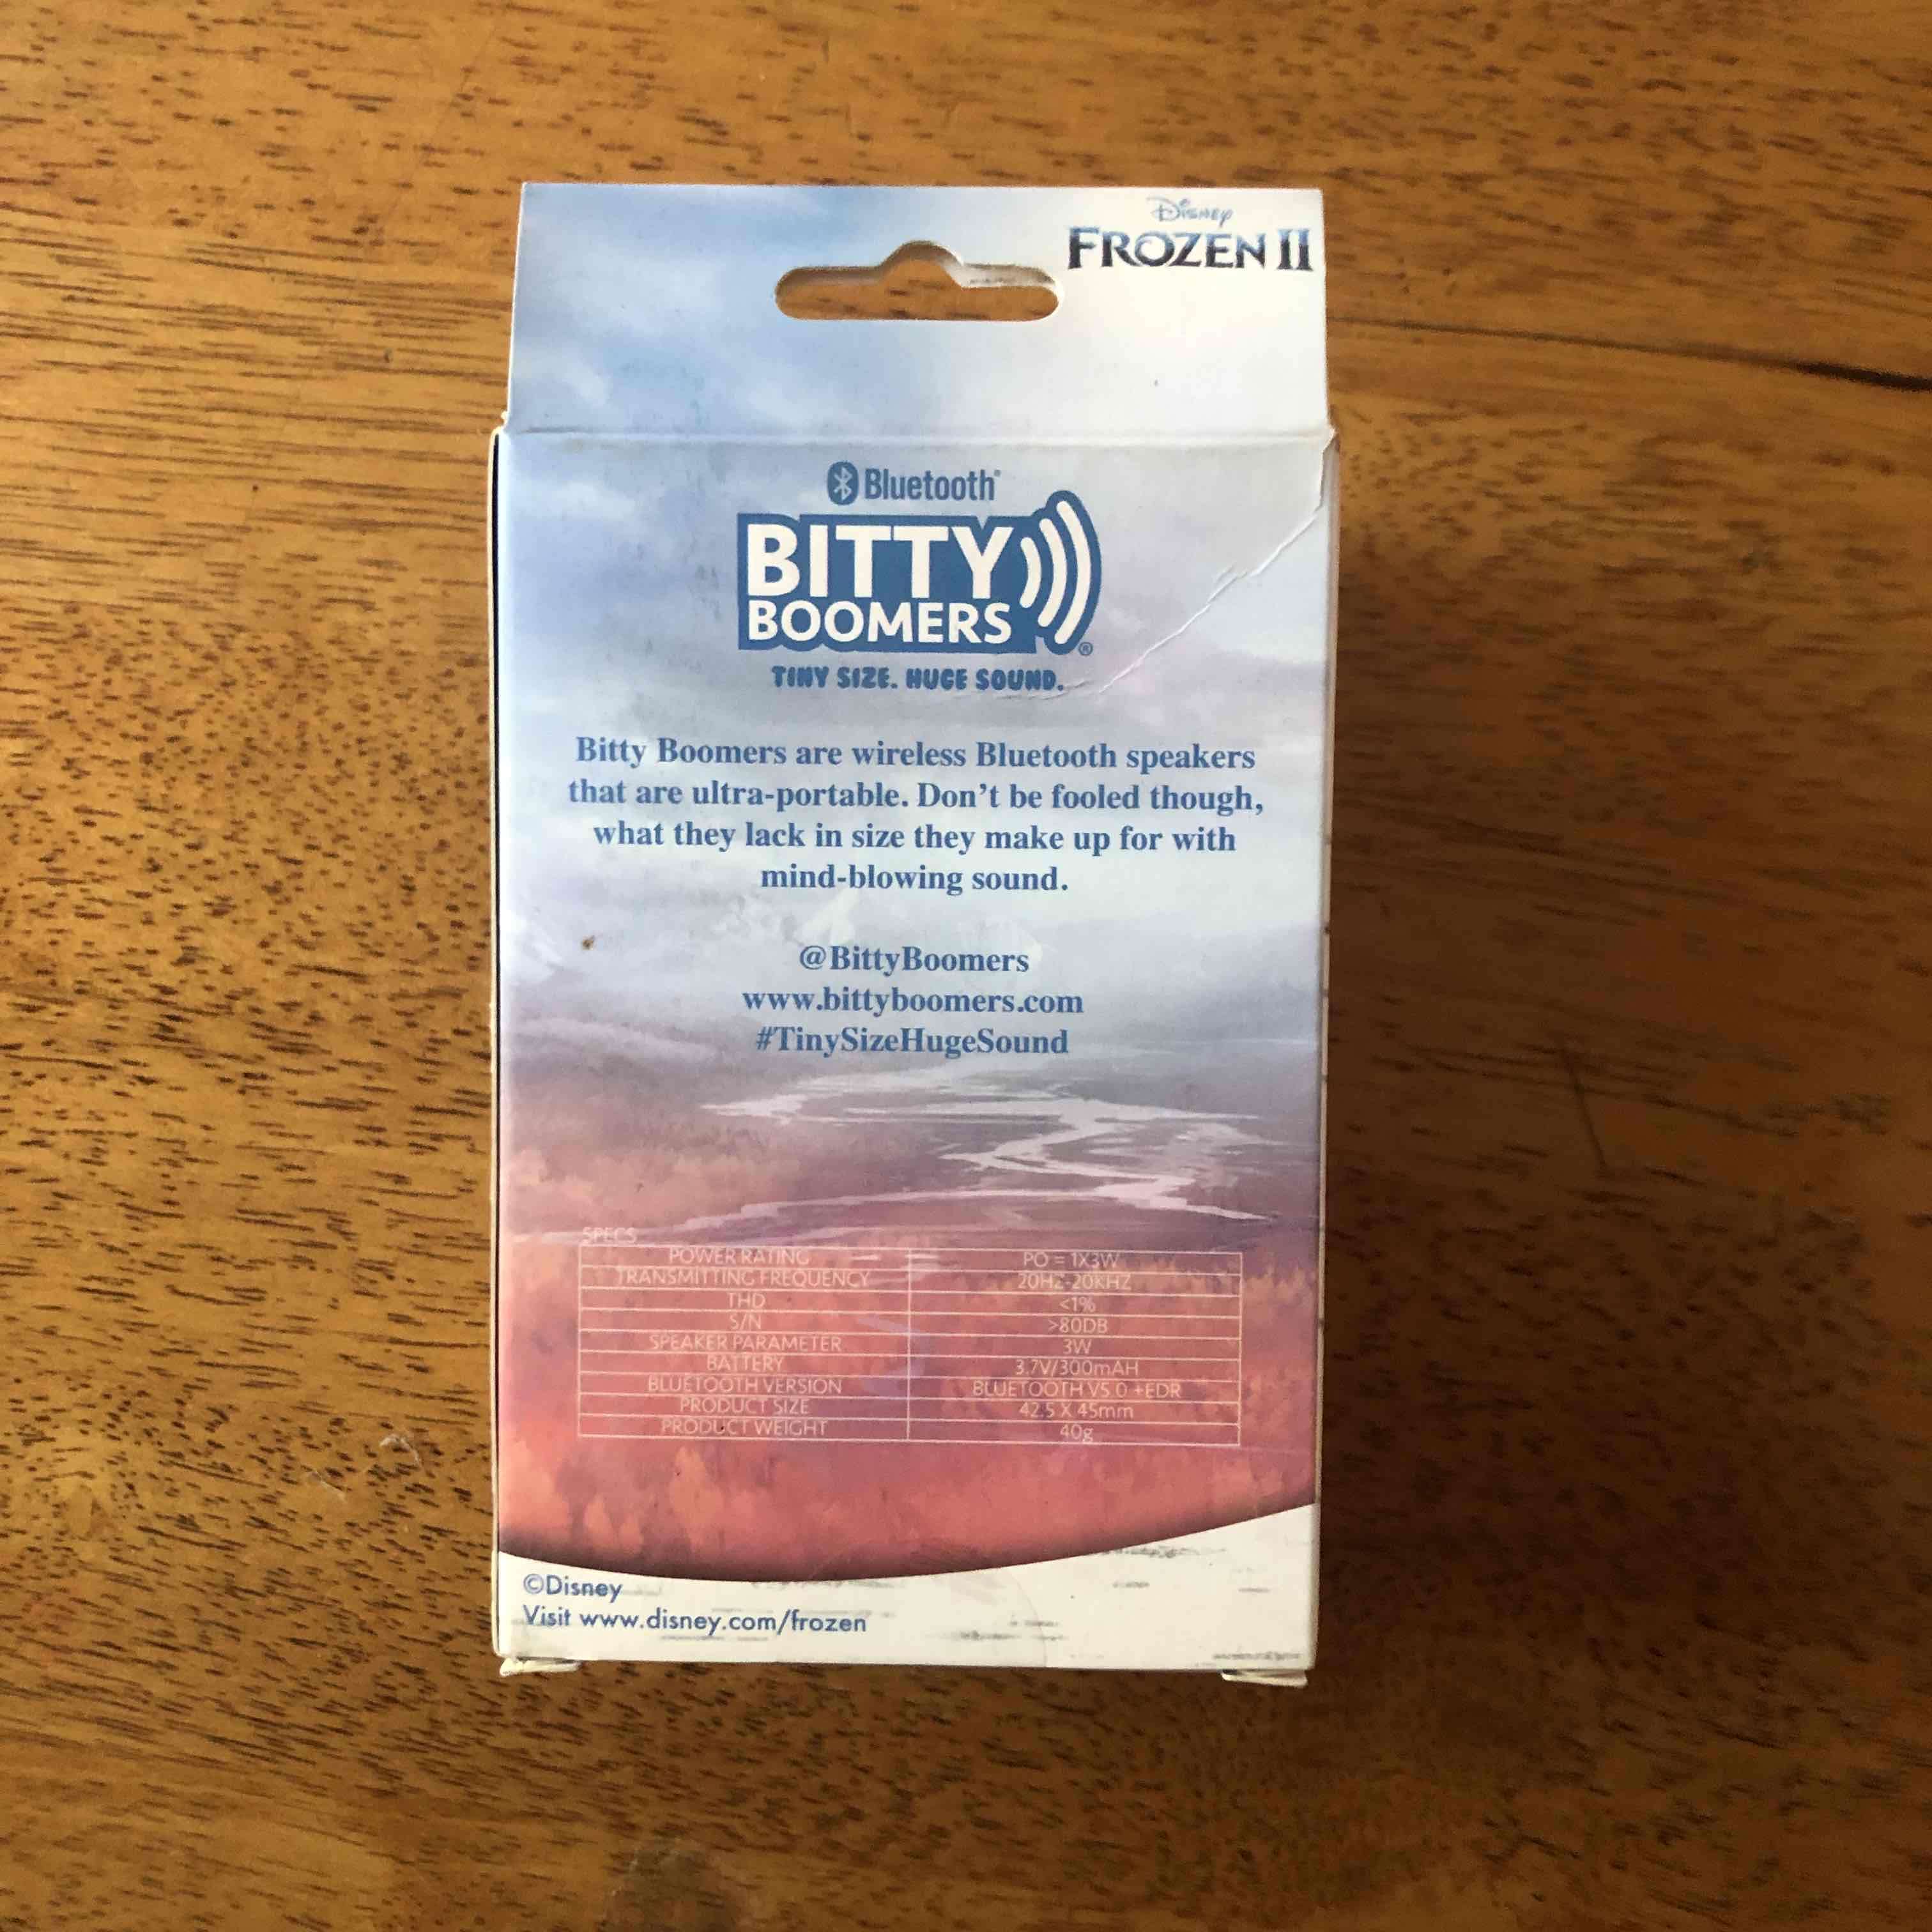 Disney
FROZEN II
Bluetooth®
BITTY
BOOMERS®
TINY SIZE. HUGE SOUND.
Bitty Boomers are wireless Bluetooth speakers
that are ultra-portable. Don't be fooled though,
what they lack in size they make up for with
mind-blowing sound.
@BittyBoomers
www.bittyboomers.com
#TinySizeHugeSound
SPECS
POWER RATING PO = 1X3W
TRANSMITTING FREQUENCY 20HZ-20KHZ
THD <1%
S/N >80DB
SPEAKER PARAMETER 3W
BATTERY 3.7V/300mAH
BLUETOOTH VERSION BLUETOOTH V5.0 +EDR
PRODUCT SIZE 42.5 X 45mm
PRODUCT WEIGHT 40g
©Disney
Visit www.disney.com/frozen